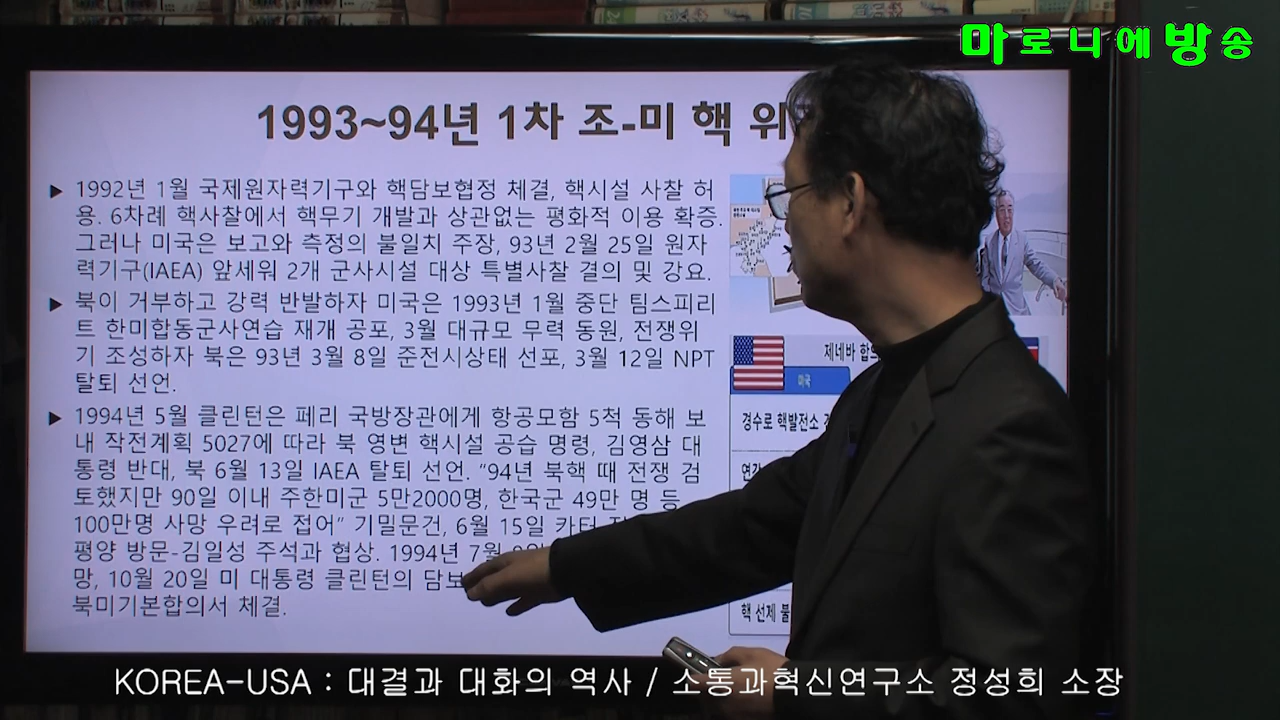 마로니에방송
1993~94년 1차 조-미 핵 위
▶ 1992년 1월 국제원자력기구와 핵담보협정 체결, 핵시설 사찰 허
용. 6차례 핵사찰에서 핵무기 개발과 상관없는 평화적 이용 확증.
그러나 미국은 보고와 측정의 불일치 주장, 93년 2월 25일 원자
력기구(IAEA) 앞세워 2개 군사시설 대상 특별사찰 결의 및 강요.
▶ 북이 거부하고 강력 반발하자 미국은 1993년 1월 중단 팀스피리
트 한미합동군사연습 재개 공포, 3월 대규모 무력 동원, 전쟁위
기 조성하자 북은 93년 3월 8일 준전시상태 선포, 3월 12일 NPT
탈퇴 선언.
▶ 1994년 5월 클린턴은 페리 국방장관에게 항공모함 5척 동해 보
내 작전계획 5027에 따라 북 영변 핵시설 공습 명령, 김영삼 대
통령 반대, 북 6월 13일 IAEA 탈퇴 선언. “94년 북핵 때 전쟁 검
토했지만 90일 이내 주한미군 5만2000명, 한국군 49만 명 등
100만명 사망 우려로 접어” 기밀문건, 6월 15일 카터
평양 방문-김일성 주석과 협상. 1994년 7월
망, 10월 20일 미 대통령 클린턴의 담보
북미기본합의서 체결.
제네바 합의
미국
경수로 핵발전소
핵 선제 불
KOREA-USA : 대결과 대화의 역사 / 소통과혁신연구소 정성희 소장